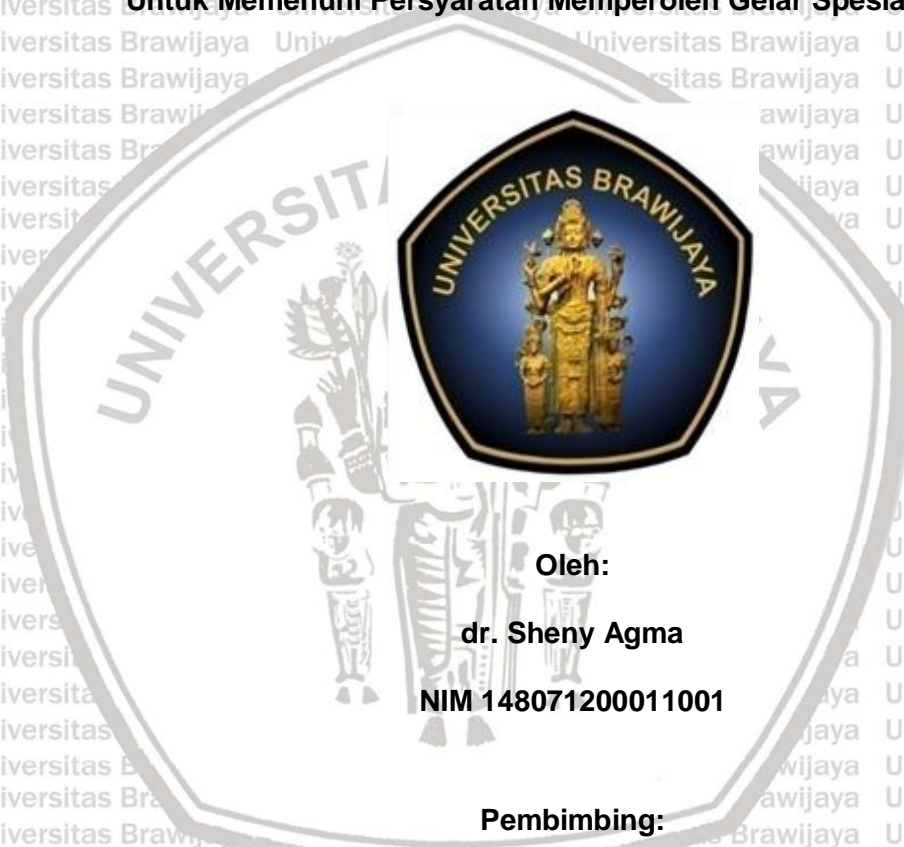 Untuk Memenuhi Persyaratan Memperoleh Gelar Spesia
UNIVERSITAS BRAWIJAYA
Oleh:
dr. Sheny Agma
NIM 148071200011001
Pembimbing: